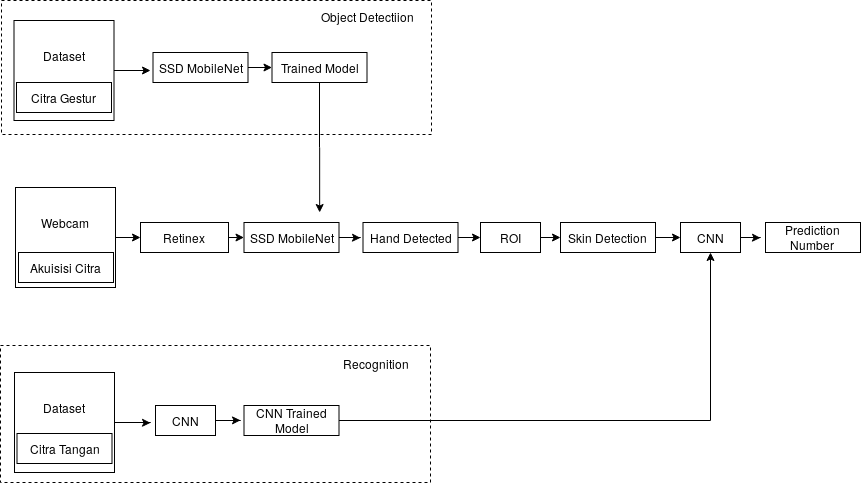 Object Detectiion
Dataset
Citra Gestur
SSD MobileNet
Trained Model
Webcam
Akuisisi Citra
Retinex
SSD MobileNet
Hand Detected
ROI
Skin Detection
CNN
Prediction
Number
Recognition
Dataset
Citra Tangan
CNN
CNN Trained
Model